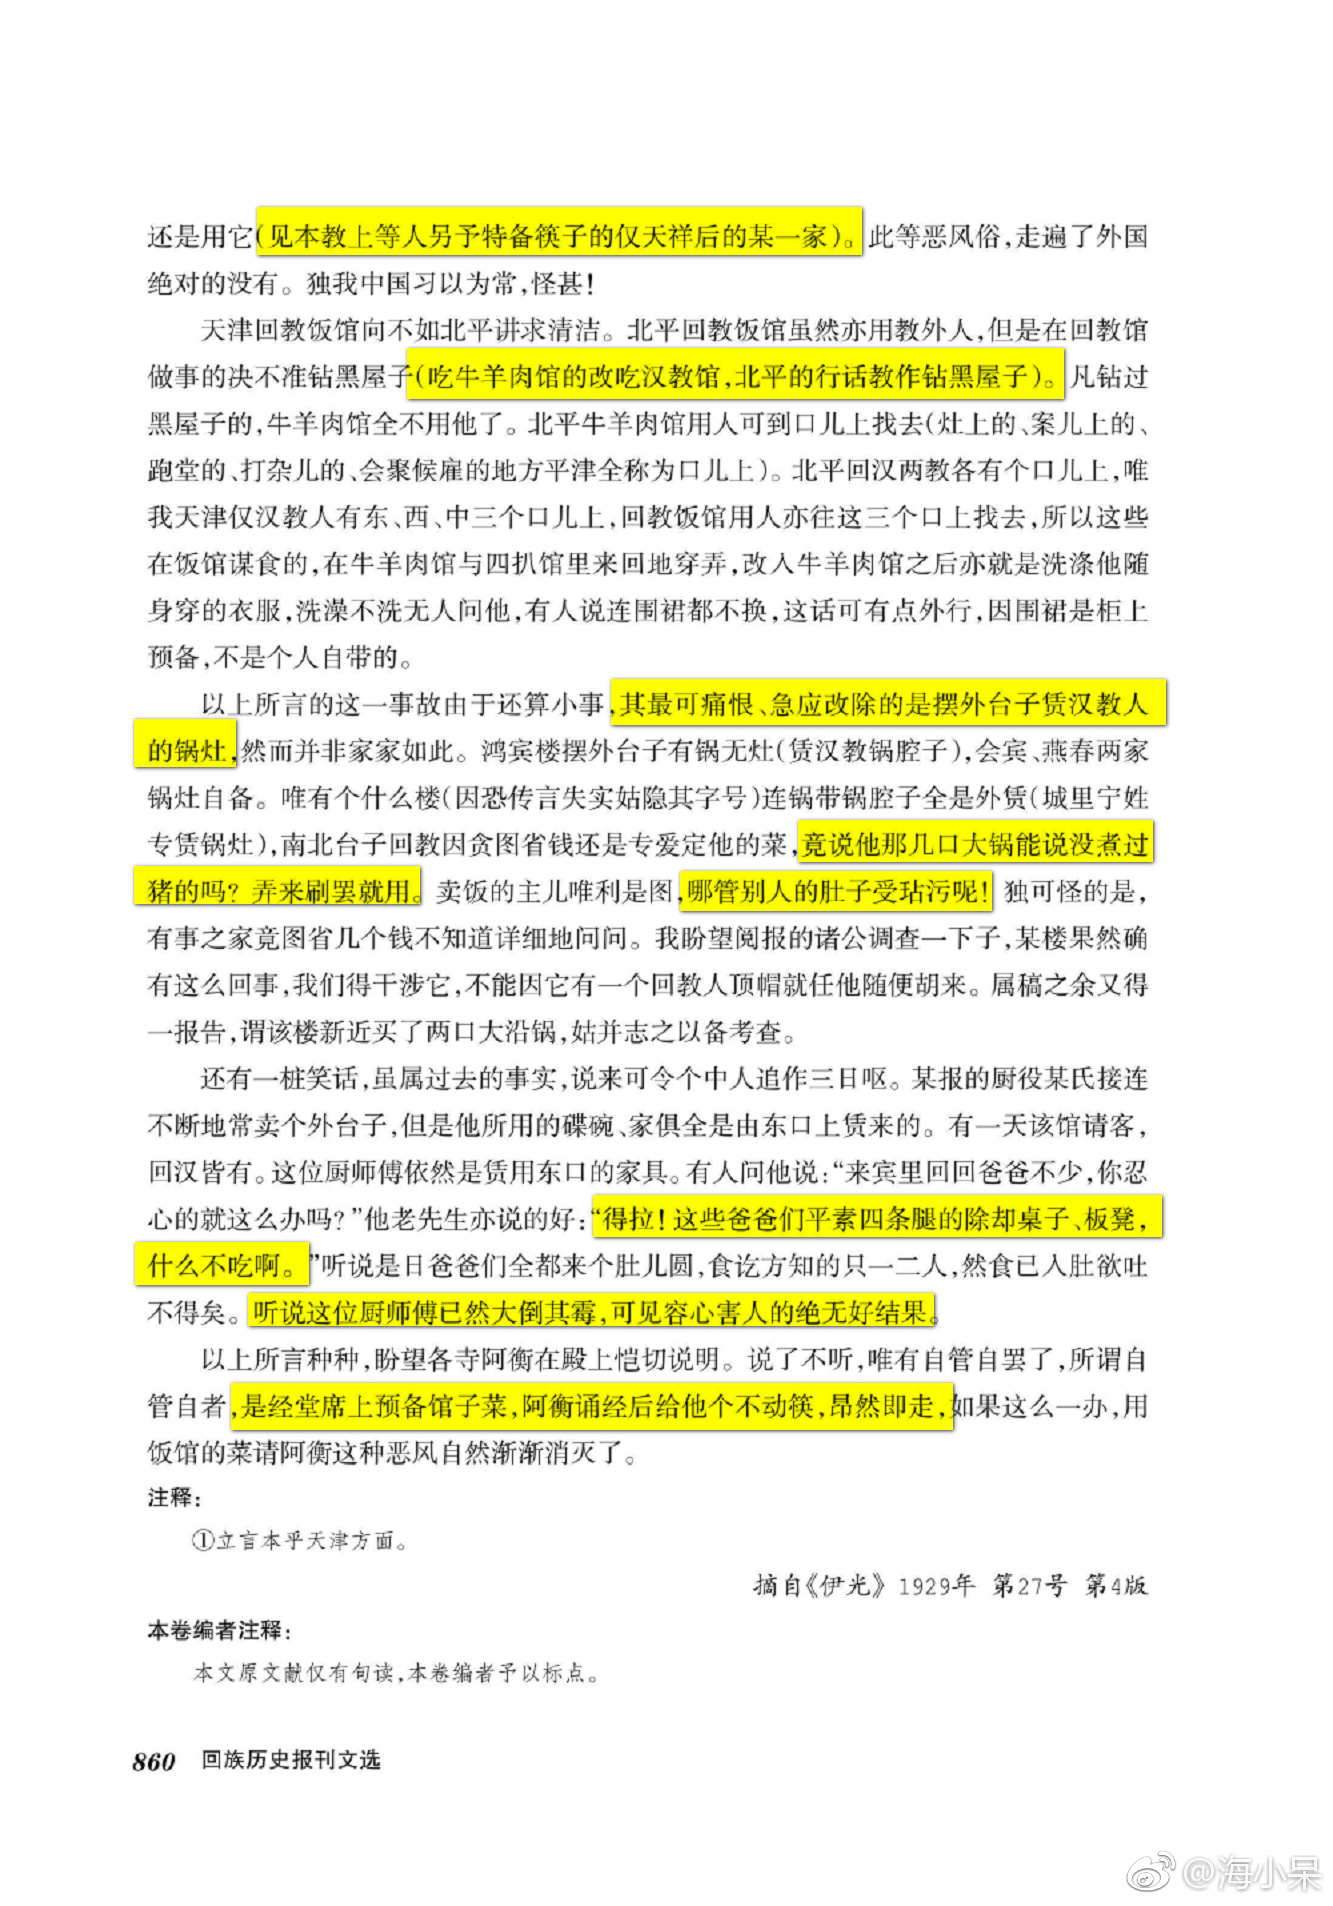 还是用它(见本教上等人另予特备筷子的仅天祥后的某一家)。此等恶风俗,走遍了外国
绝对的没有。独我中国习以为常,怪甚!
天津回教饭馆向不如北平讲求清洁。北平回教饭馆虽然亦用教外人,但是在回教馆
做事的决不准钻黑屋子(吃牛羊肉馆的改吃汉教馆,北平的行话教作钻黑屋子)。凡钻过
黑屋子的,牛羊肉馆全不用他了。北平牛羊肉馆用人可到口儿上找去(灶上的、案儿上的、
跑堂的、打杂儿的、会聚候雇的地方平津全称为口儿上)。北平回汉两教各有个口儿上,唯
我天津仅汉教人有东、西、中三个口儿上,回教饭馆用人亦往这三个口上找去,所以这些
在饭馆谋食的,在牛羊肉馆与四扒馆里来回地穿弄,改入牛羊肉馆之后亦就是洗涤他随
身穿的衣服,洗澡不洗无人问他,有人说连围裙都不换,这话可有点外行,因围裙是柜上
预备,不是个人自带的。
以上所言的这一事故由于还算小事,其最可痛恨、急应改除的是摆外台子赁汉教人
的锅灶,然而并非家家如此。鸿宾楼摆外台子有锅无灶(赁汉教锅腔子),会宾、燕春两家
锅灶自备。唯有个什么楼(因恐传言失实姑隐其字号)连锅带锅腔子全是外赁(城里宁姓
专赁锅灶),南北台子回教因贪图省钱还是专爱定他的菜,竟说他那几口大锅能说没煮过
猪的吗?弄来刷罢就用。卖饭的主儿唯利是图,哪管别人的肚子受玷污呢!独可怪的是,
有事之家竟图省几个钱不知道详细地问问。我盼望阅报的诸公调查一下子,某楼果然确
有这么回事,我们得干涉它,不能因它有一个回教人顶帽就任他随便胡来。属稿之余又得
一报告,谓该楼新近买了两口大沿锅,姑并志之以备考查。
还有一桩笑话,虽属过去的事实,说来可令个中人追作三日呕。某报的厨役某氏接连
不断地常卖个外台子,但是他所用的碟碗、家俱全是由东口上赁来的。有一天该馆请客,
回汉皆有。这位厨师傅依然是赁用东口的家具。有人问他说:“来宾里回回爸爸不少,你忍
心的就这么办吗?”他老先生亦说的好:“得拉!这些爸爸们平素四条腿的除却桌子、板凳,
什么不吃啊。”听说是日爸爸们全都来个肚儿圆,食讫方知的只一二人,然食已入肚欲吐
不得矣。听说这位厨师傅已然大倒其霉,可见容心害人的绝无好结果。
以上所言种种,盼望各寺阿衡在殿上恺切说明。说了不听,唯有自管自罢了,所谓自
管自者,是经堂席上预备馆子菜,阿衡诵经后给他个不动筷,昂然即走,如果这么一办,用
饭馆的菜请阿衡这种恶风自然渐渐消灭了。
注释:
①立言本乎天津方面。
摘自《伊光》1929年 第27号 第4版
本卷编者注释:
本文原文献仅有句读,本卷编者予以标点。
860 回族历史报刊文选
@海小呆